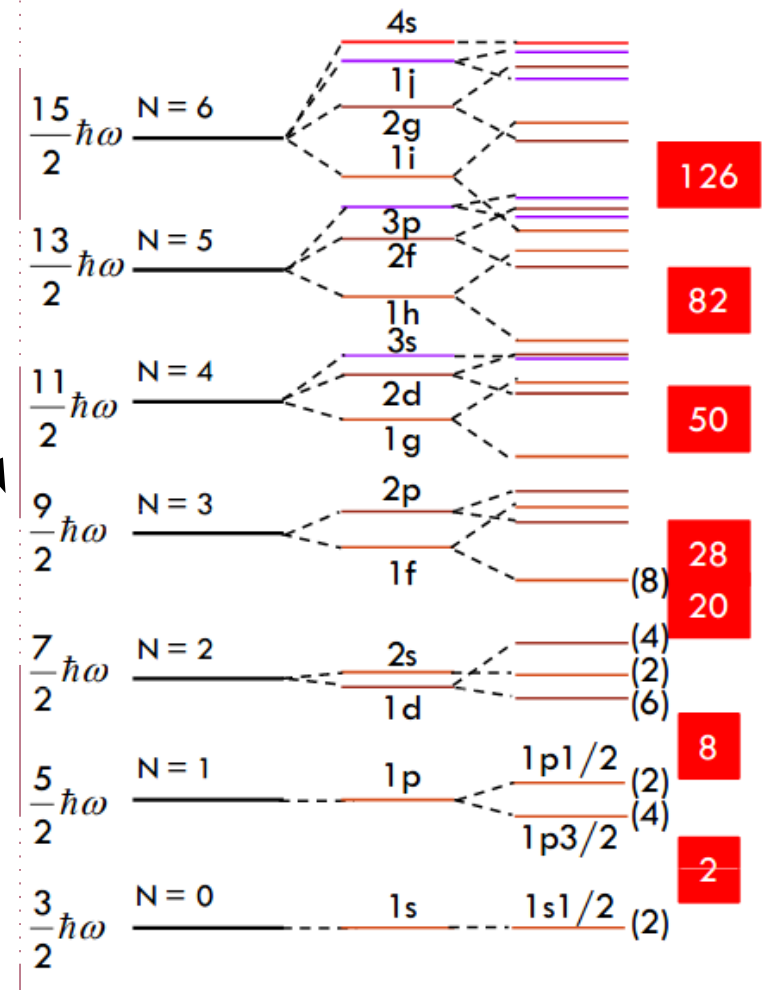 4s
15/2 ħω N = 6
1j
2g
1i
126
13/2 ħω N = 5
3p
2f
82
1h
3s
11/2 ħω N = 4
2d
50
1g
2p
9/2 ħω N = 3
28
1f
(8)
20
(4)
7/2 ħω N = 2
2s
(2)
1d
(6)
8
1p1/2
5/2 ħω N = 1
1p
(2)
(4)
1p3/2
2
3/2 ħω N = 0
1s
1s1/2 (2)